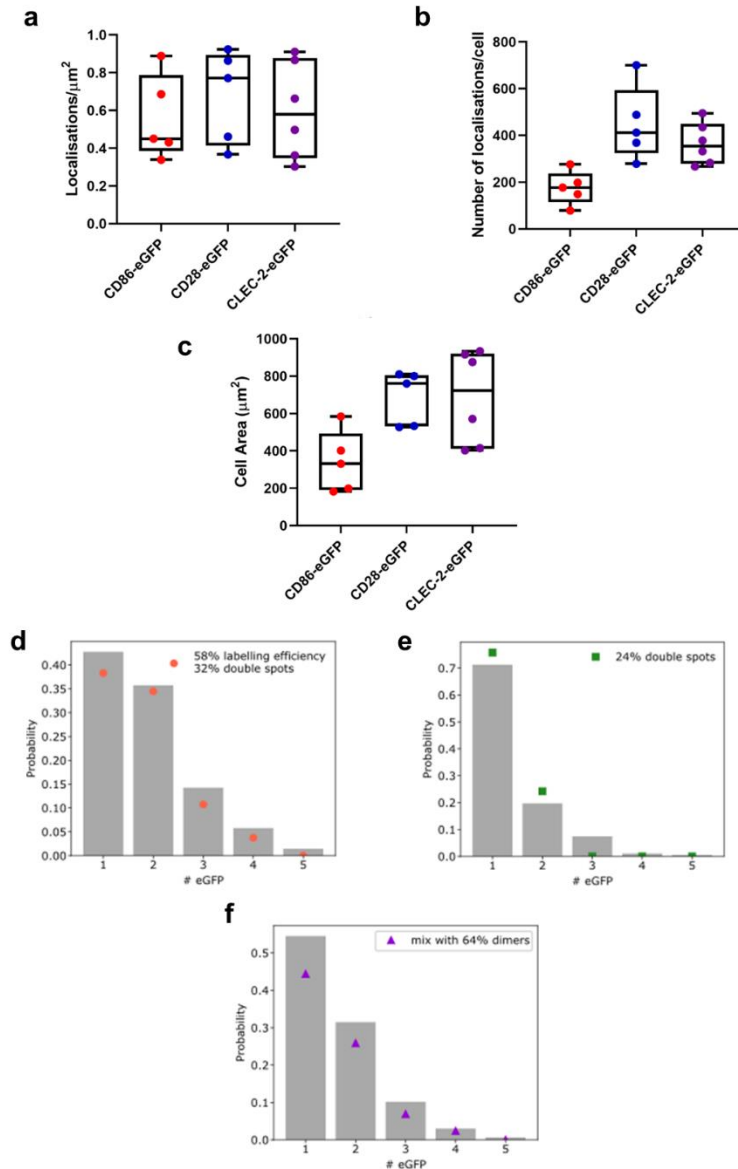 a
Localisations/μm²
1.0
0.8
0.6
0.4
0.2
0.0
CD86-eGFP
CD28-eGFP
CLEC-2-eGFP
b
Number of localisations/cell
800
600
400
200
0
CD86-eGFP
CD28-eGFP
CLEC-2-eGFP
c
Cell Area (μm²)
1000
800
600
400
200
0
CD86-eGFP
CD28-eGFP
CLEC-2-eGFP
d
58% labelling efficiency
32% double spots
Probability
0.40
0.35
0.30
0.25
0.20
0.15
0.10
0.05
0.00
1 2 3 4 5
# eGFP
e
24% double spots
Probability
0.7
0.6
0.5
0.4
0.3
0.2
0.1
0.0
1 2 3 4 5
# eGFP
f
mix with 64% dimers
Probability
0.5
0.4
0.3
0.2
0.1
0.0
1 2 3 4 5
# eGFP